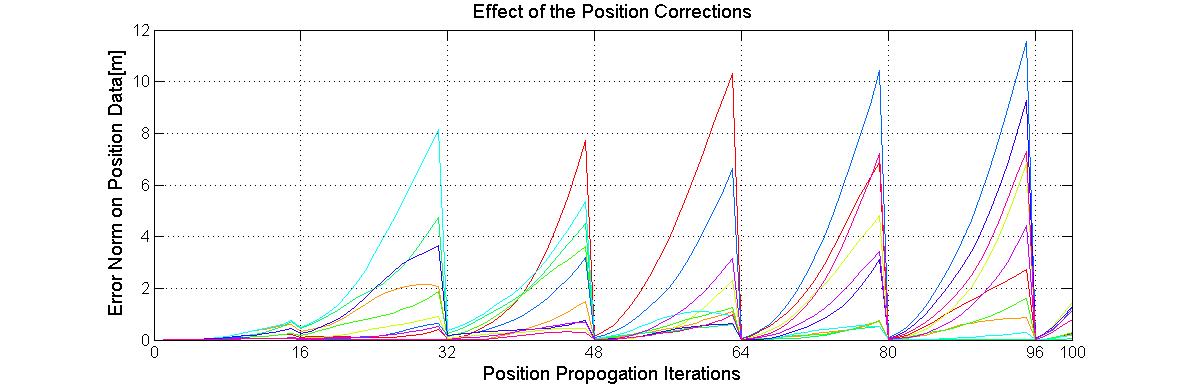 Effect of the Position Corrections
Error Norm on Position Data[m]
12
10
8
6
4
2
0
0 16 32 48 64 80 96 100
Position Propogation Iterations